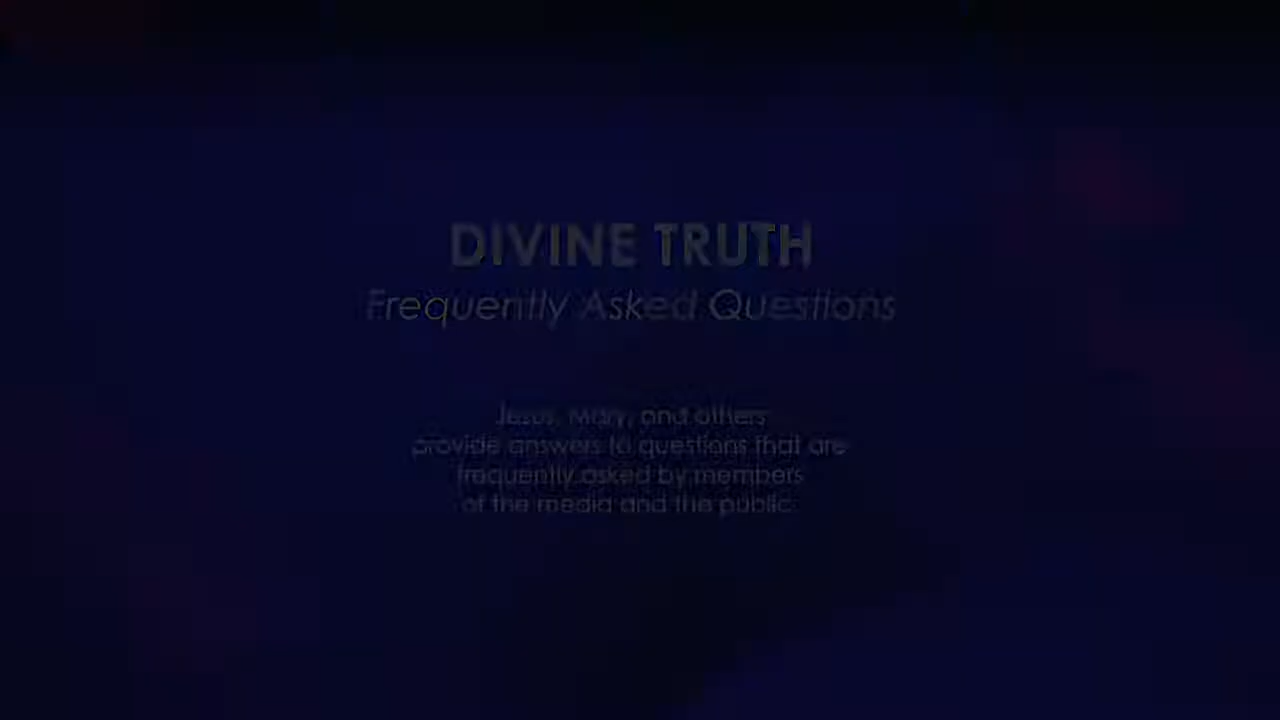 DIVINE TRUTH
Frequently Asked Questions
Jesus, Mary, and others
provide answers to questions that are
frequently asked by members
of the media and the public.